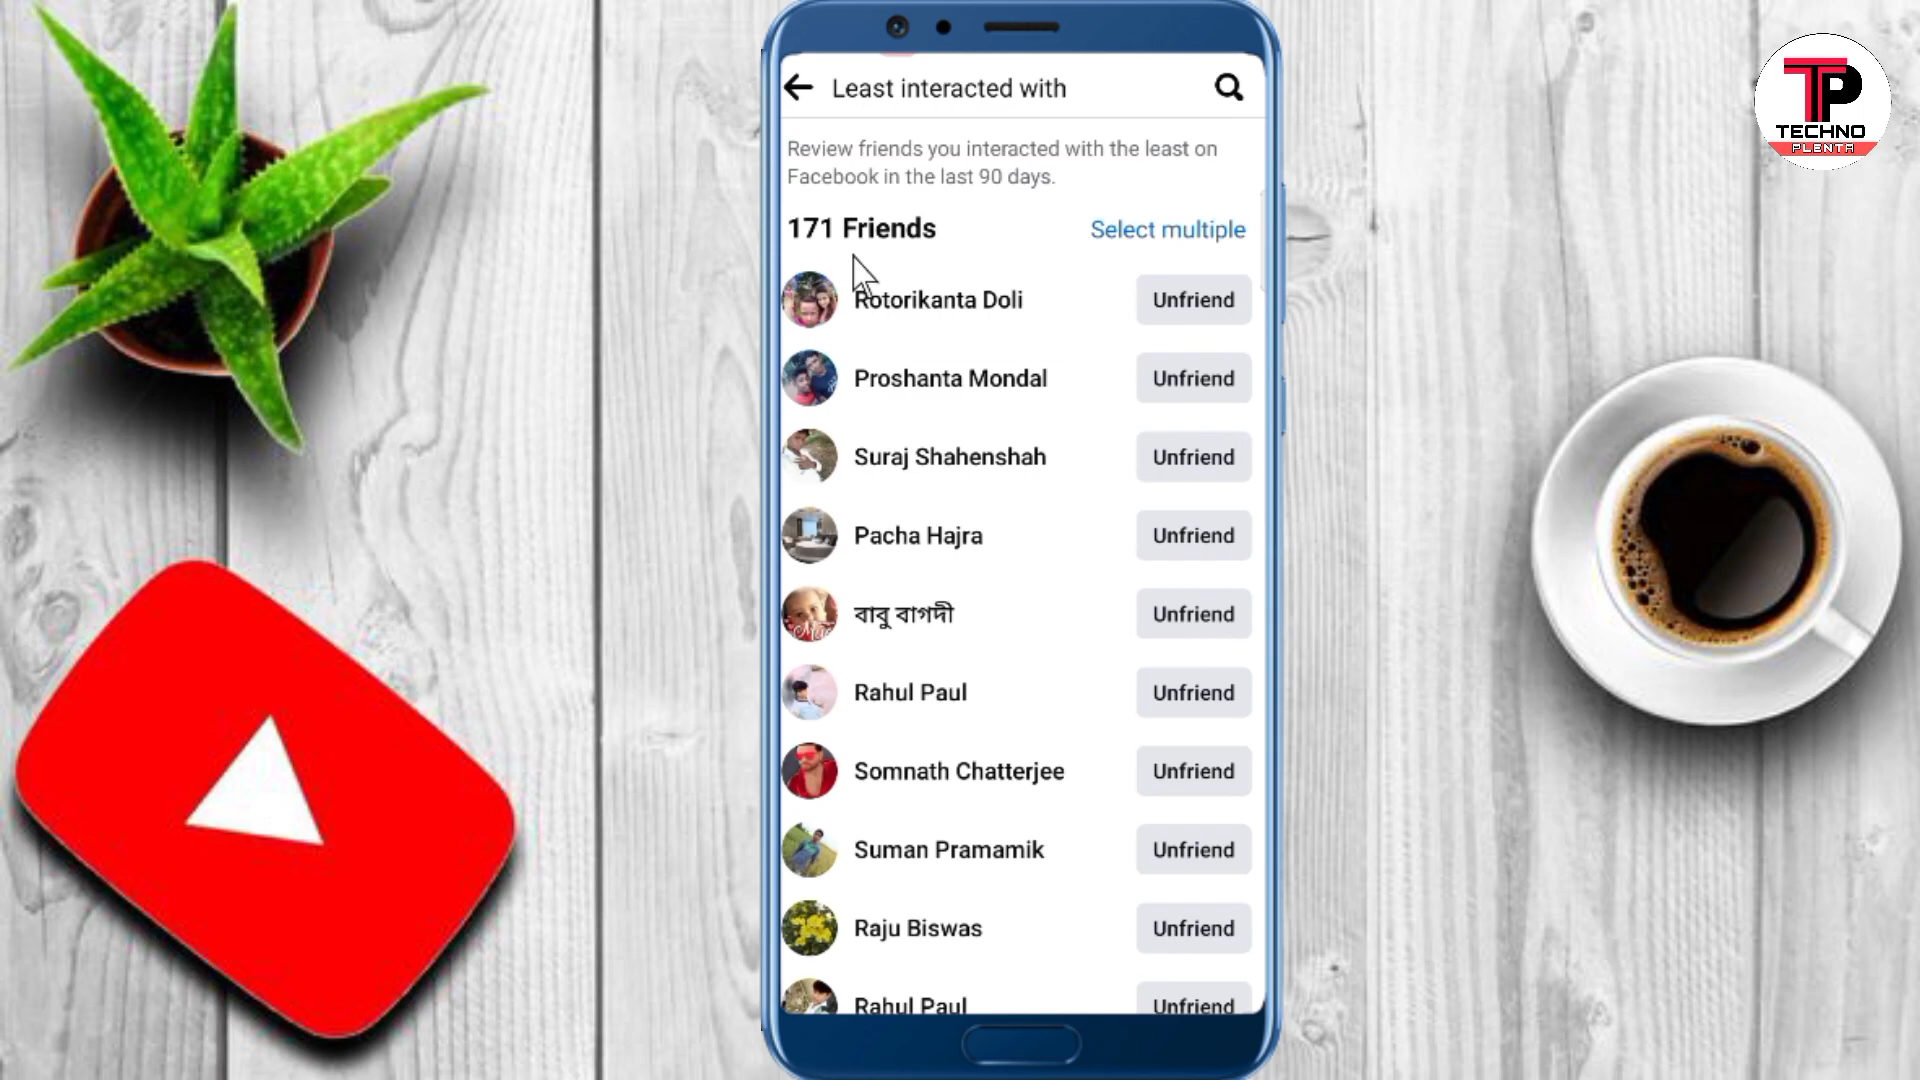 Least interacted with
TECHNO
PLENTA
Review friends you interacted with the least on
Facebook in the last 90 days.
171 Friends
Select multiple
Rotorikanta Doli
Unfriend
Proshanta Mondal
Unfriend
Suraj Shahenshah
Unfriend
Pacha Hajra
Unfriend
বাবু বাগদী
Unfriend
Rahul Paul
Unfriend
Somnath Chatterjee
Unfriend
Suman Pramamik
Unfriend
Raju Biswas
Unfriend
Rahul Paul
Unfriend